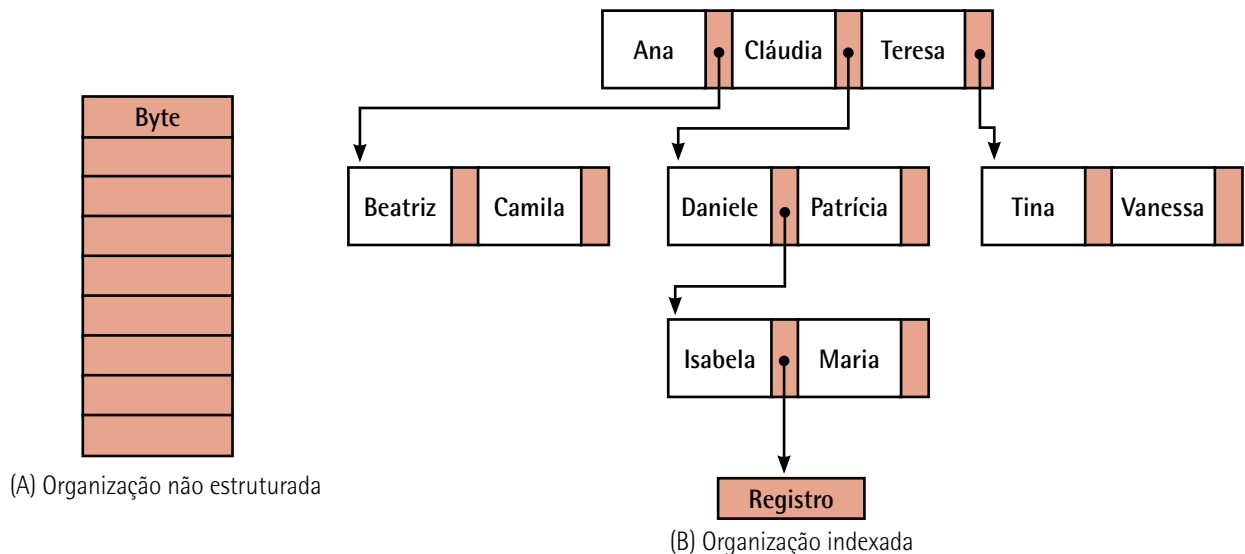 Ana Cláudia Teresa
Byte
Beatriz Camila Daniele Patrícia Tina Vanessa
Isabela Maria
(A) Organização não estruturada
Registro
(B) Organização indexada